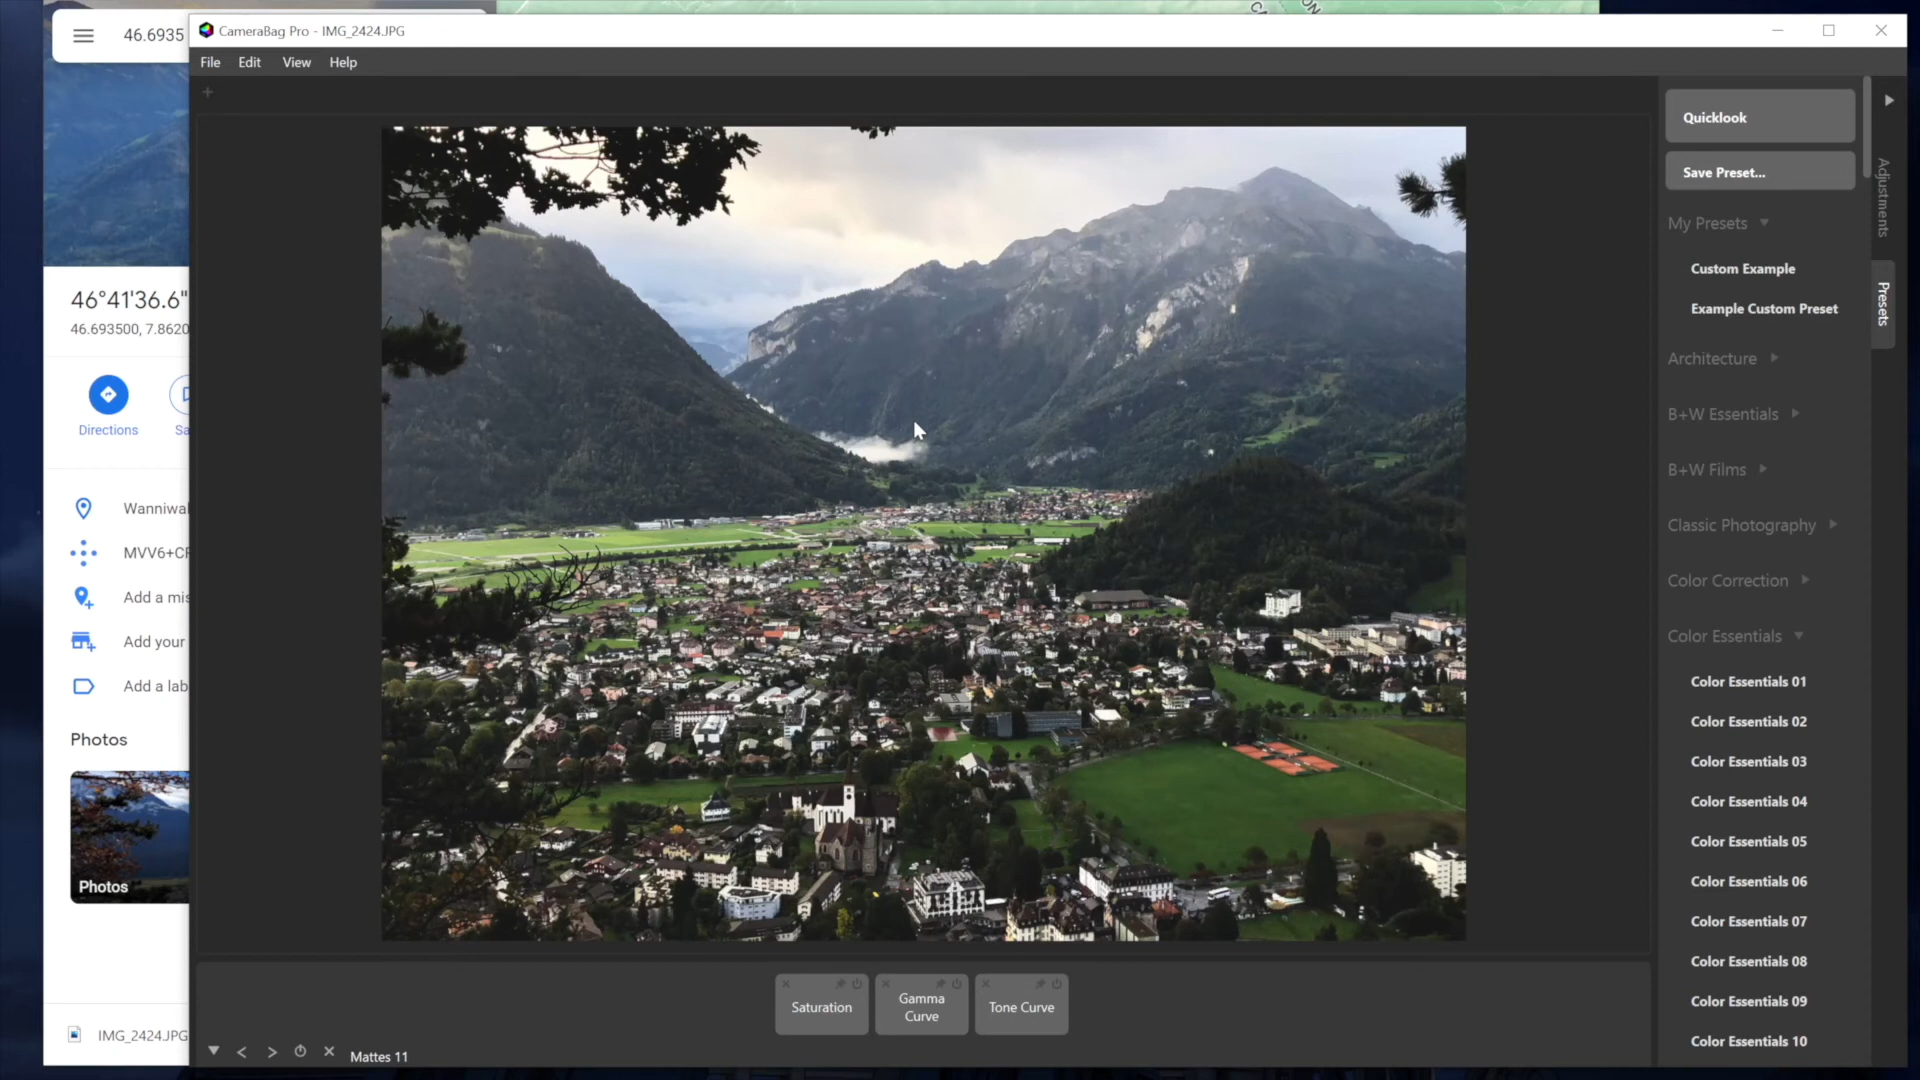 46.6935
CameraBag Pro - IMG_2424.JPG
File Edit View Help
Quicklook
Save Preset...
My Presets
Custom Example
Example Custom Preset
Architecture
B+W Essentials
B+W Films
Classic Photography
Color Correction
Color Essentials
Color Essentials 01
Color Essentials 02
Color Essentials 03
Color Essentials 04
Color Essentials 05
Color Essentials 06
Color Essentials 07
Color Essentials 08
Color Essentials 09
Color Essentials 10
Adjustments
Presets
46°41'36.6"
46.693500, 7.8620
Directions
Sa
Wanniwal
MVV6+CF
Add a mis
Add your
Add a lab
Photos
Photos
IMG_2424.JPG
Saturation
Gamma
Curve
Tone Curve
Mattes 11